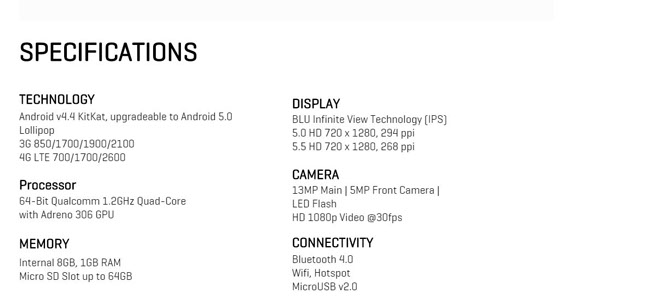 SPECIFICATIONS
TECHNOLOGY
Android v4.4 KitKat, upgradeable to Android 5.0
Lollipop
3G 850/1700/1900/2100
4G LTE 700/1700/2600
Processor
64-Bit Qualcomm 1.2GHz Quad-Core
with Adreno 306 GPU
MEMORY
Internal 8GB, 1GB RAM
Micro SD Slot up to 64GB
DISPLAY
BLU Infinite View Technology (IPS)
5.0 HD 720 x 1280, 294 ppi
5.5 HD 720 x 1280, 268 ppi
CAMERA
13MP Main | 5MP Front Camera |
LED Flash
HD 1080p Video @30fps
CONNECTIVITY
Bluetooth 4.0
Wifi, Hotspot
MicroUSB v2.0